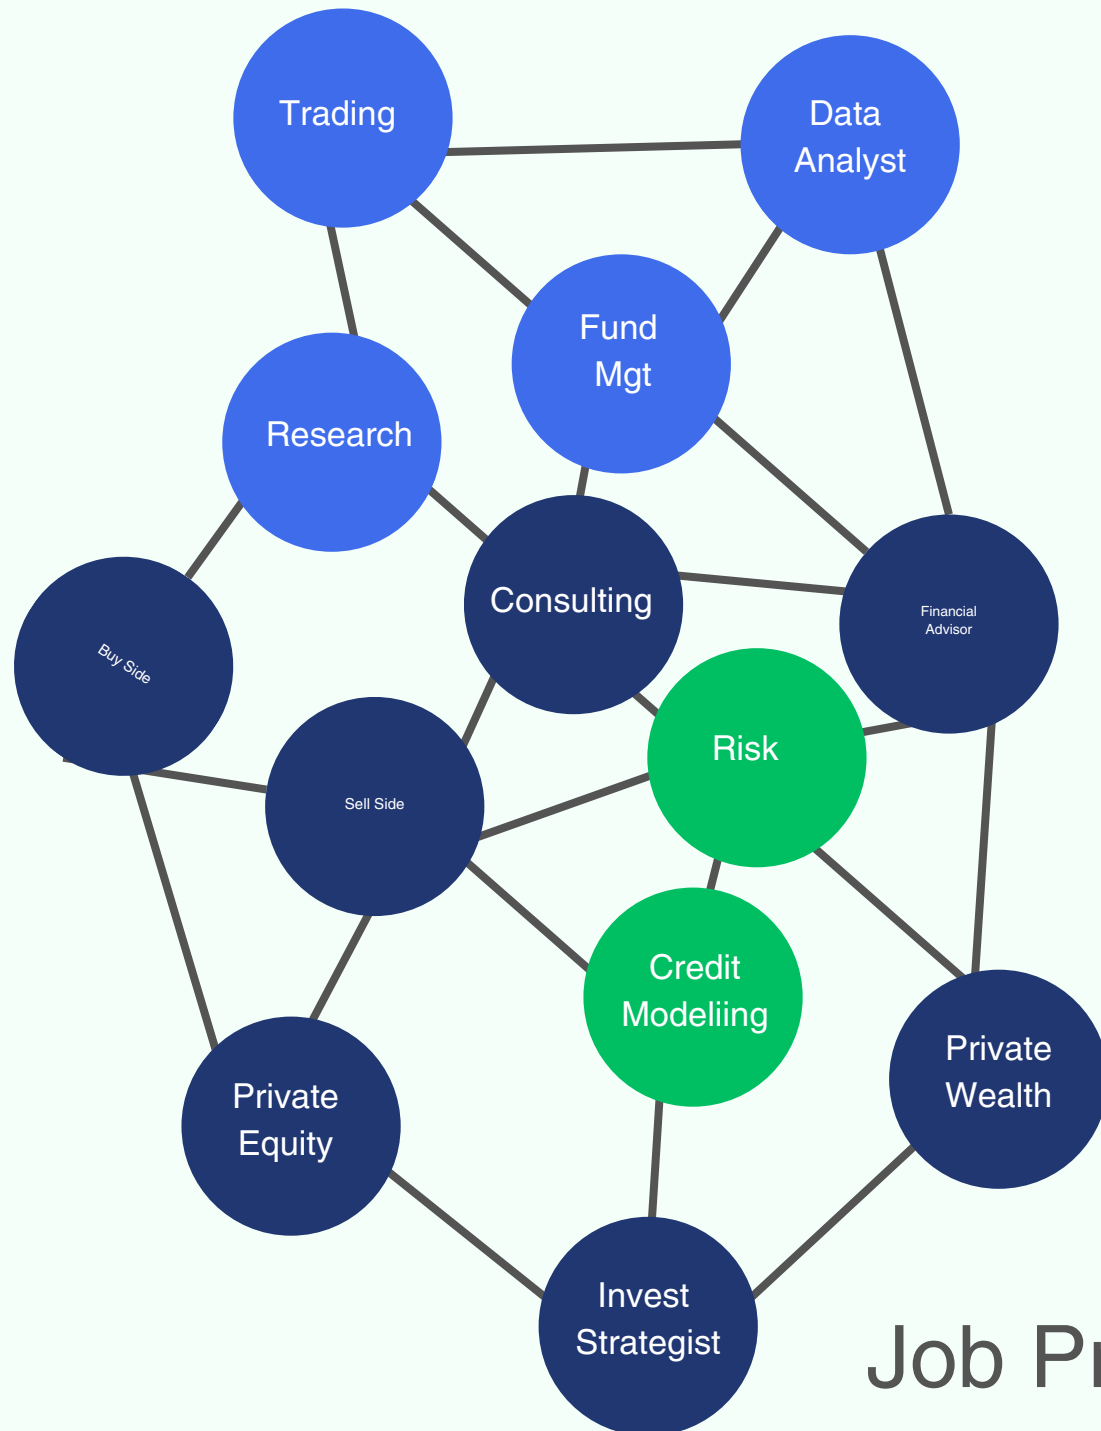 Trading
Data
Analyst
Fund
Mgt
Research
Consulting
Financial
Advisor
Buy Side
Risk
Sell Side
Credit
Modeliing
Private
Wealth
Private
Equity
Invest
Strategist
Job